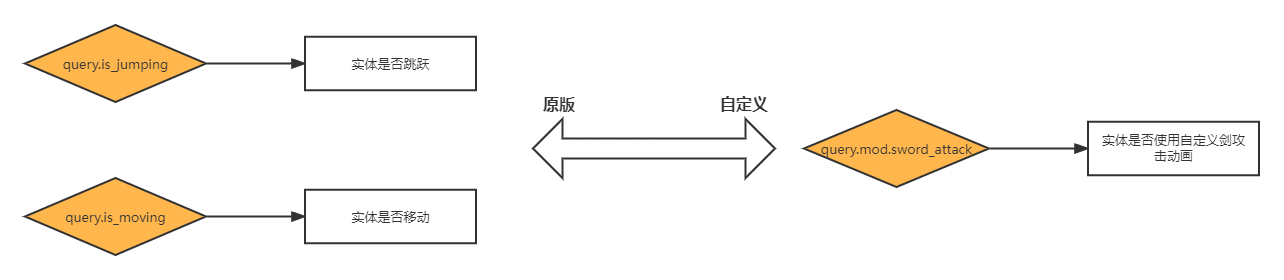 query.is_jumping
实体是否跳跃
query.is_moving
实体是否移动
原版
自定义
query.mod.sword_attack
实体是否使用自定义剑攻
击动画